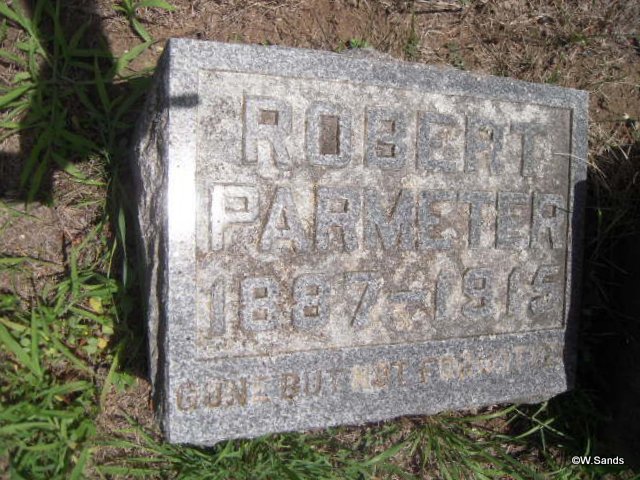 ROBERT
PARMETER
1887-1915
GONE BUT NOT FORGOTTEN
©W.Sands